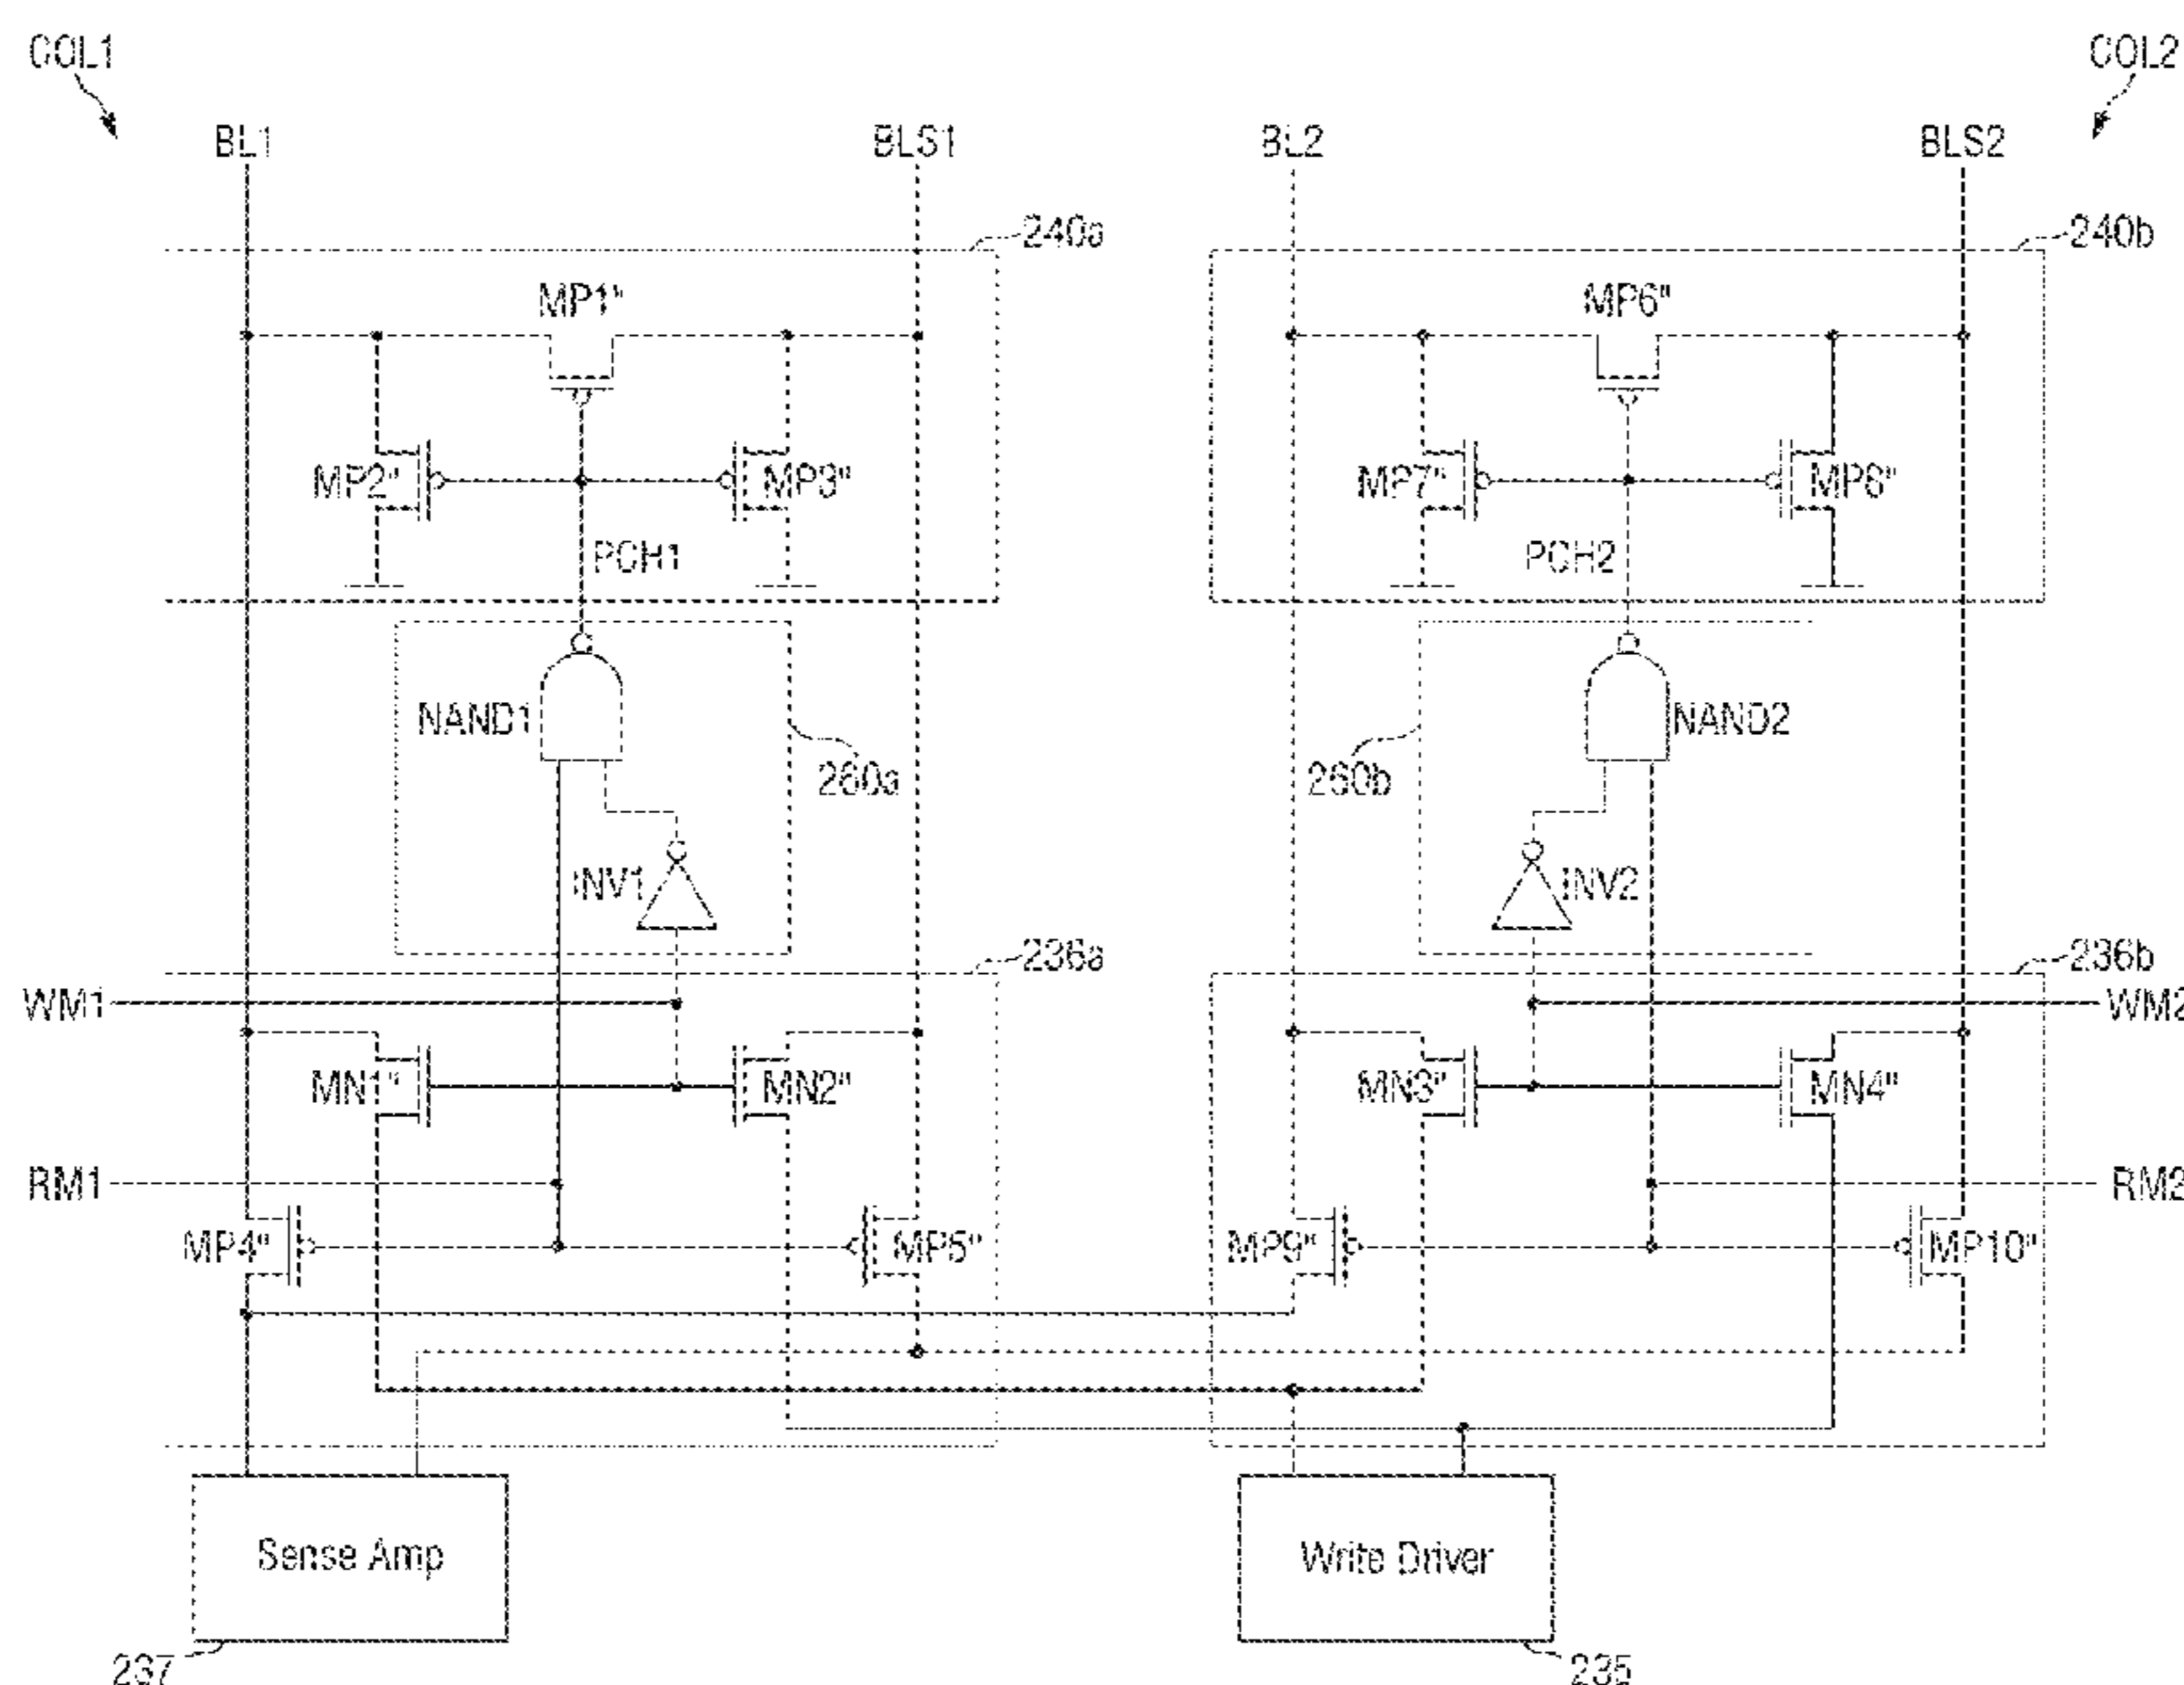 COL1
COL2
BL1
BLS1
BL2
BLS2
240a
240b
MP1"
MP6"
MP2"
MP3"
MP7"
MP8"
PCH1
PCH2
NAND1
NAND2
260a
260b
INV1
INV2
236a
236b
WM1
WM2
MN1"
MN2"
MN3"
MN4"
RM1
RM2
MP4"
MP5"
MP9"
MP10"
Sense Amp
Write Driver
237
235